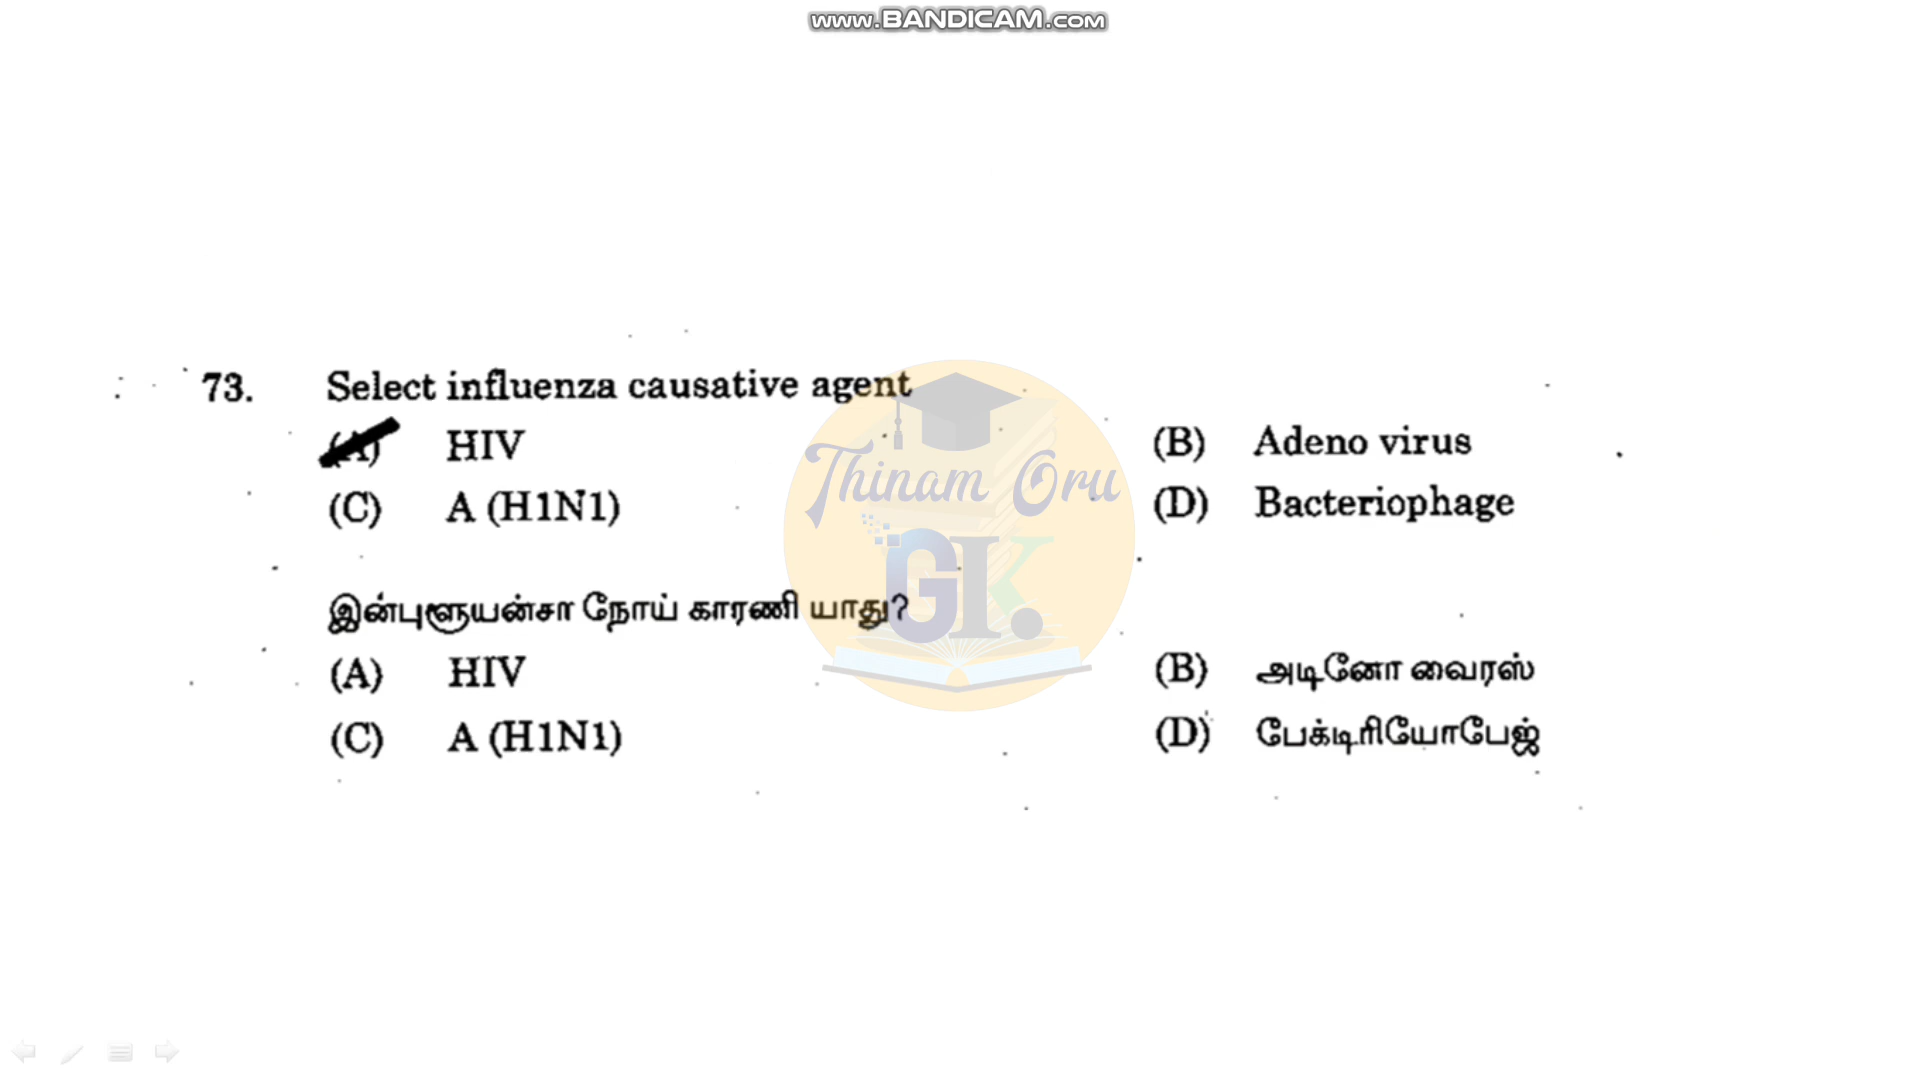 www.BANDICAM.com
73. Select influenza causative agent
(A) HIV (B) Adeno virus
(C) A (H1N1) (D) Bacteriophage
Thinam Oru
GK.
இன்புளூயன்சா நோய் காரணி யாது?
(A) HIV (B) அடினோ வைரஸ்
(C) A (H1N1) (D) பேக்டிரியோபேஜ்